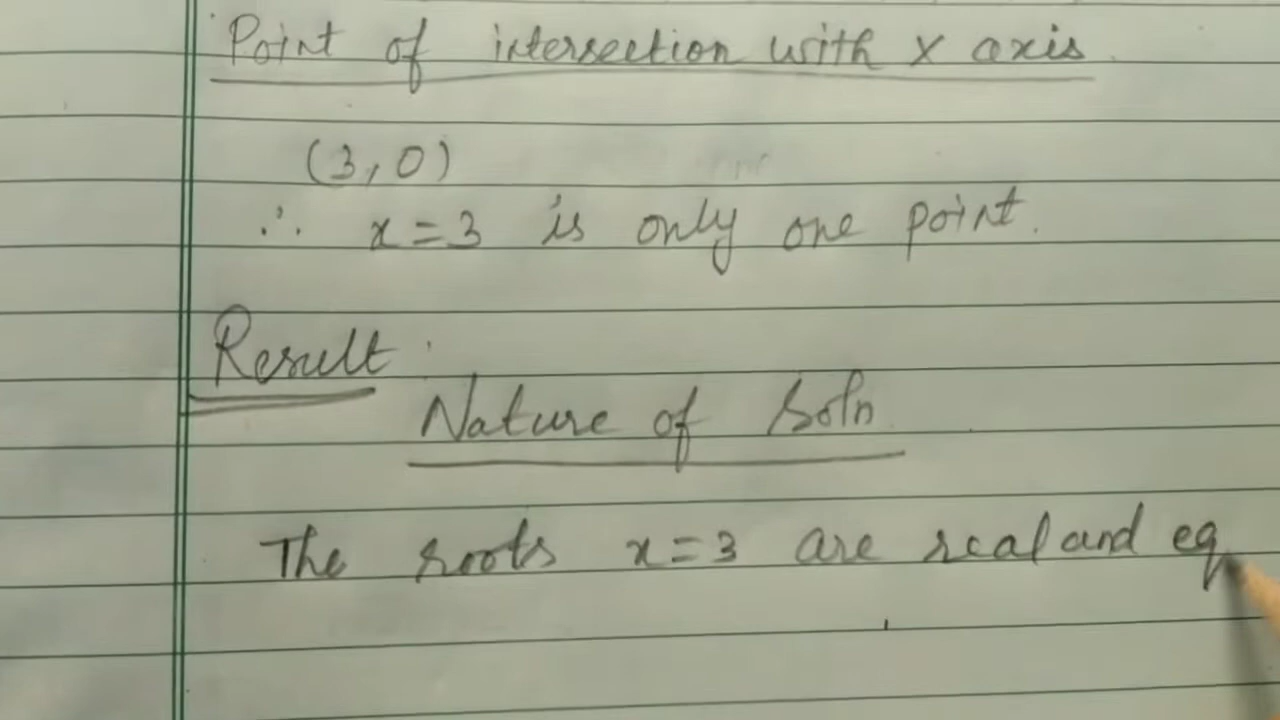 Point of intersection with x axis.
(3,0)
∴ x=3 is only one point.
Result:
Nature of Soln
The roots x=3 are real and eq